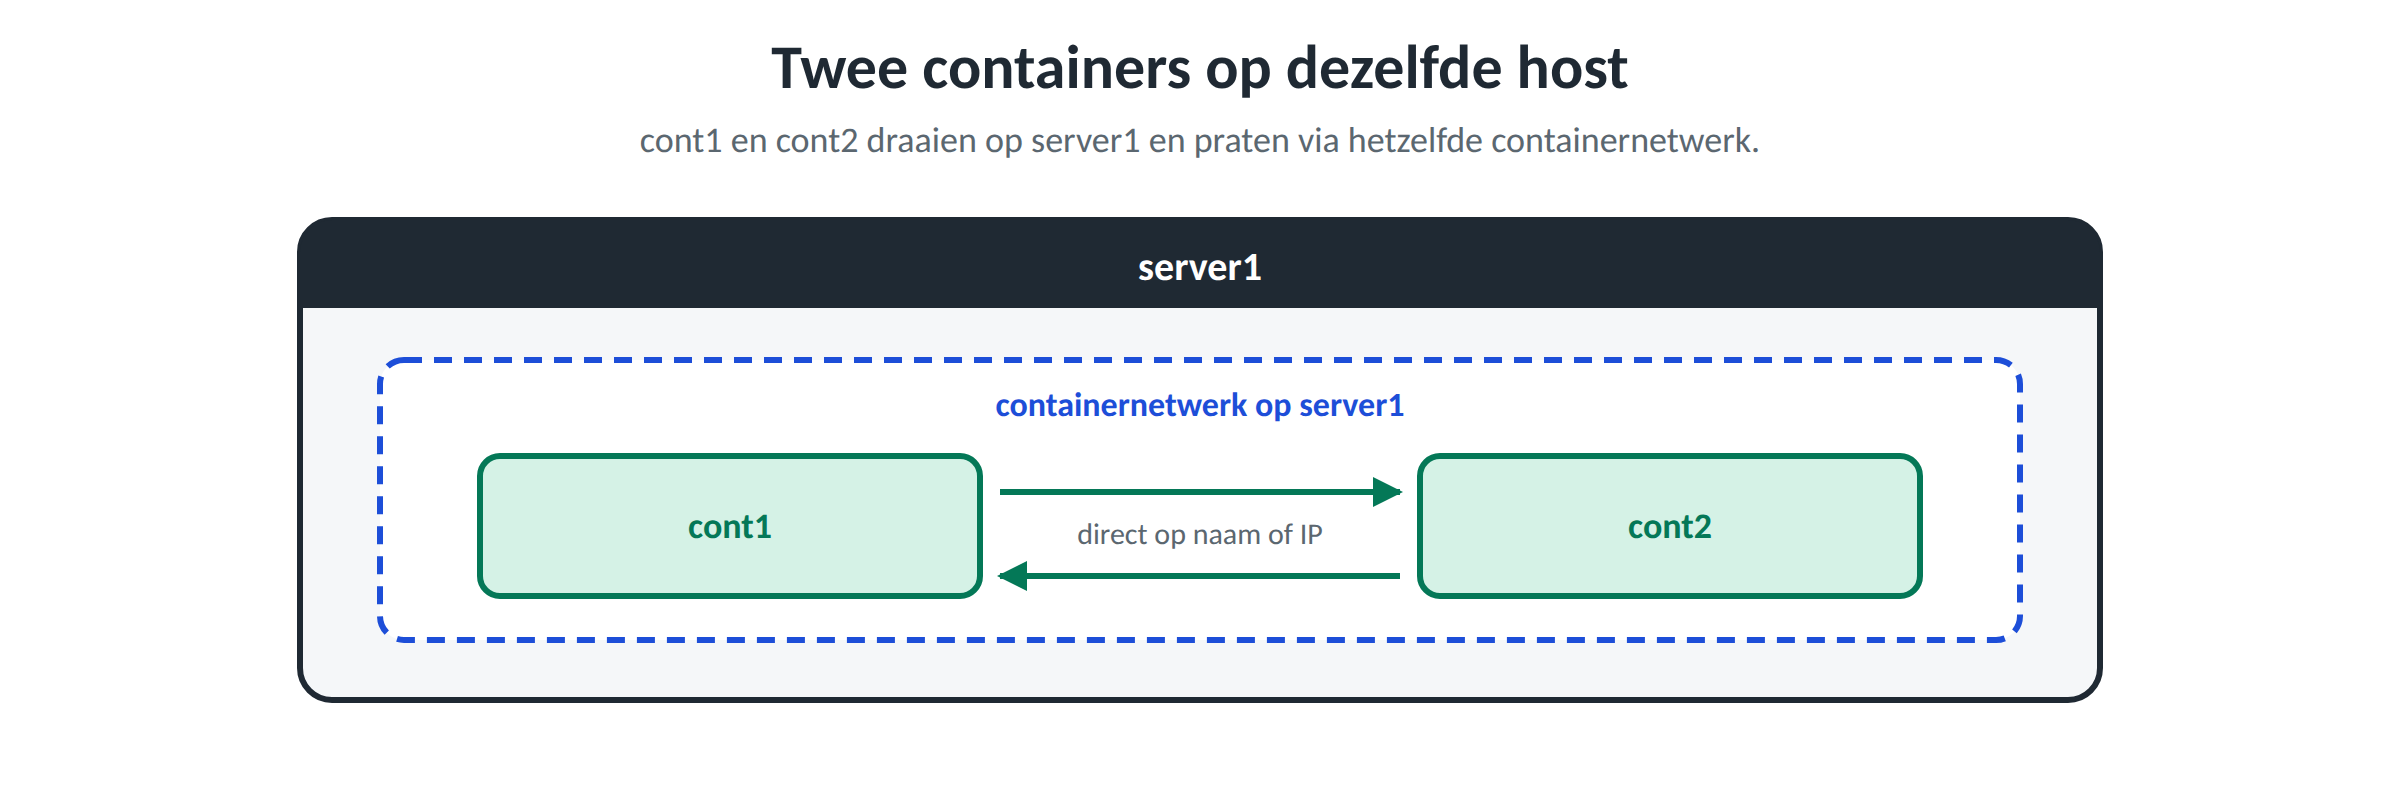 Twee containers op dezelfde host
cont1 en cont2 draaien op server1 en praten via hetzelfde containernetwerk.
server1
containernetwerk op server1
cont1
direct op naam of IP
cont2